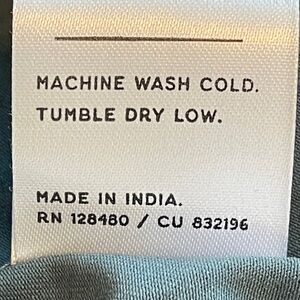 MACHINE WASH COLD.
TUMBLE DRY LOW.
MADE IN INDIA.
RN 128480 / CU 832196